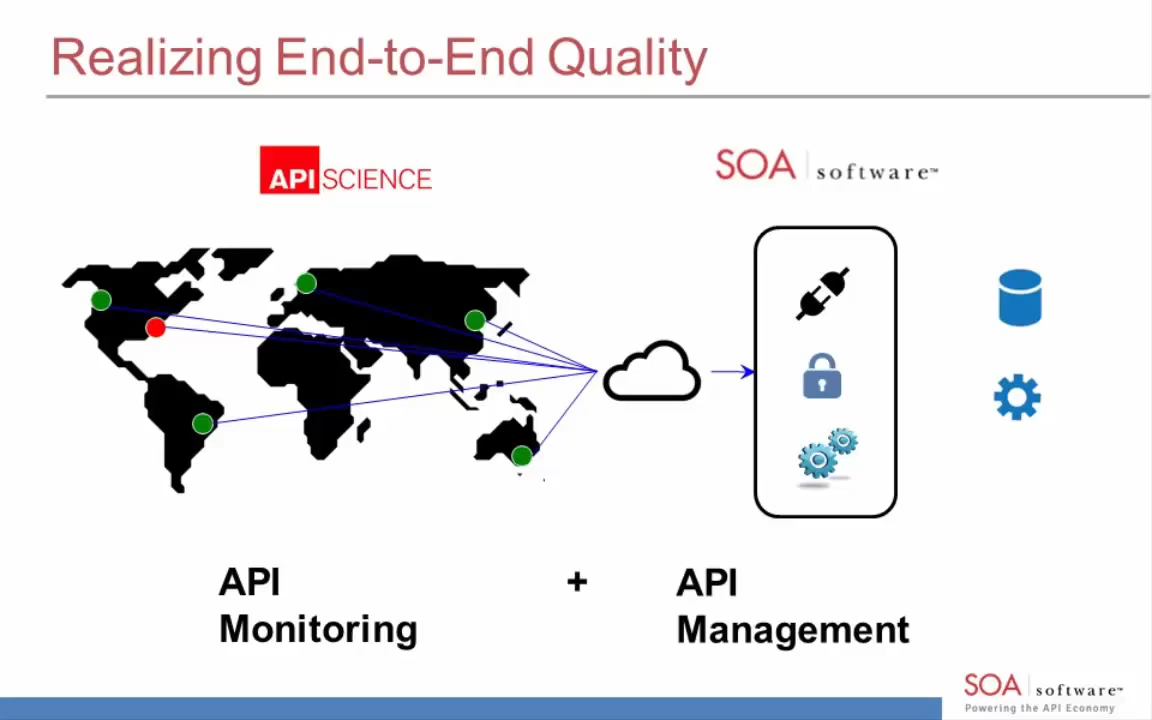 Realizing End-to-End Quality
API SCIENCE
SOA software™
API + API
Monitoring Management
SOA software™
Powering the API Economy